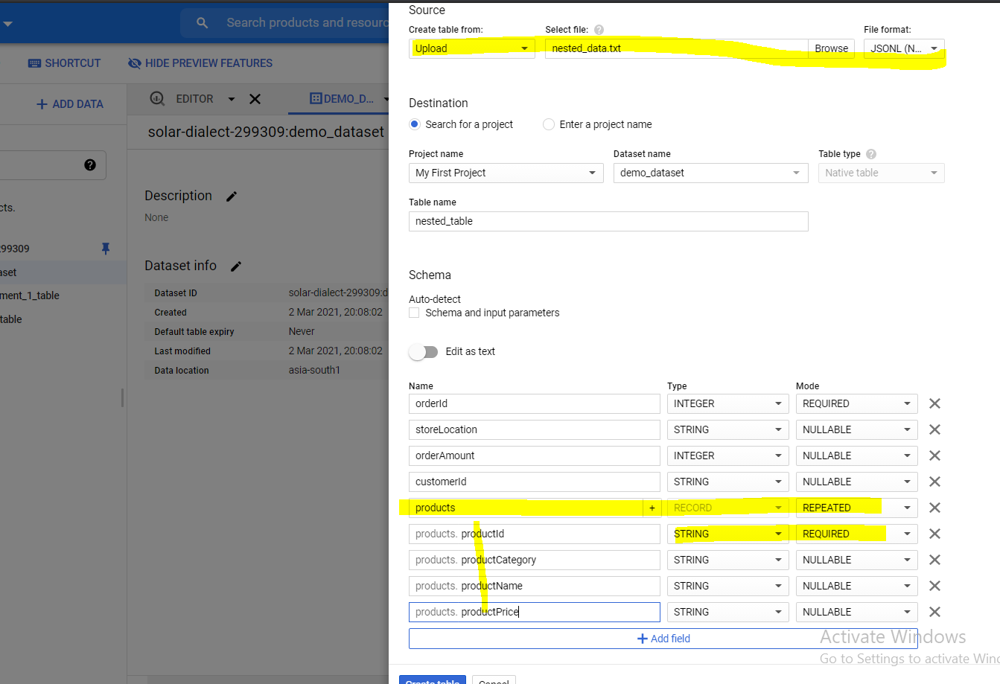 Search products and resourc
SHORTCUT
HIDE PREVIEW FEATURES
ADD DATA
EDITOR
DEMO_D...
solar-dialect-299309:demo_dataset
cts.
Description
None
299309
aset
ment_1_table
table
Dataset info
Dataset ID solar-dialect-299309:d
Created 2 Mar 2021, 20:08:02
Default table expiry Never
Last modified 2 Mar 2021, 20:08:02
Data location asia-south1
Source
Create table from: Select file: File format:
Upload nested_data.txt Browse JSONL (N...
Destination
Search for a project Enter a project name
Project name Dataset name Table type
My First Project demo_dataset Native table
Table name
nested_table
Schema
Auto-detect
Schema and input parameters
Edit as text
Name Type Mode
orderId INTEGER REQUIRED
storeLocation STRING NULLABLE
orderAmount INTEGER NULLABLE
customerId STRING NULLABLE
products + RECORD REPEATED
products. productId STRING REQUIRED
products. productCategory STRING NULLABLE
products. productName STRING NULLABLE
products. productPrice STRING NULLABLE
Add field
Activate Windows
Go to Settings to activate Win
Create table Cancel